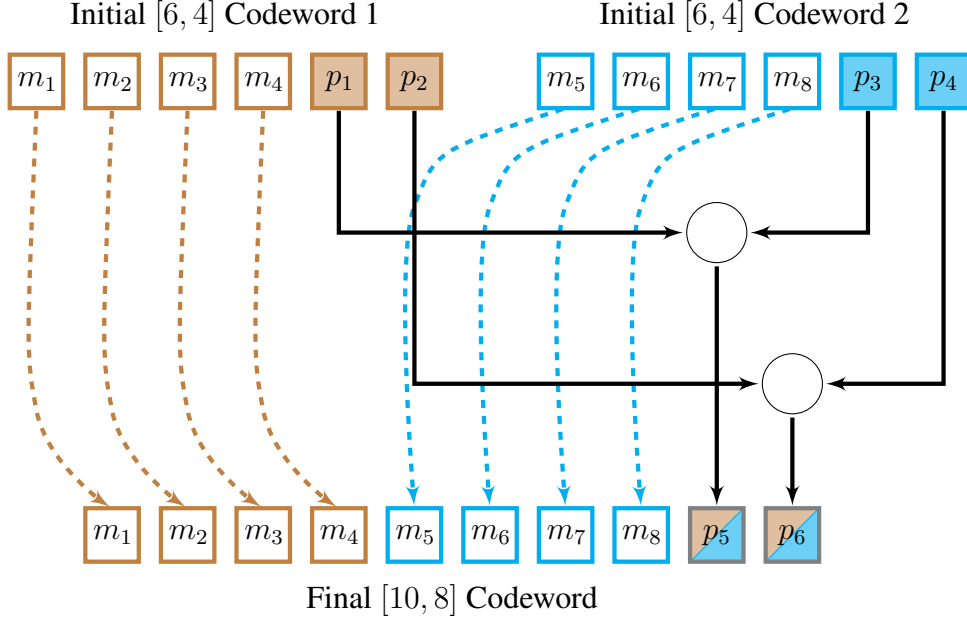 Initial [6, 4] Codeword 1
Initial [6, 4] Codeword 2
m₁ m₂ m₃ m₄ p₁ p₂
m₅ m₆ m₇ m₈ p₃ p₄
m₁ m₂ m₃ m₄ m₅ m₆ m₇ m₈ p₅ p₆
Final [10, 8] Codeword